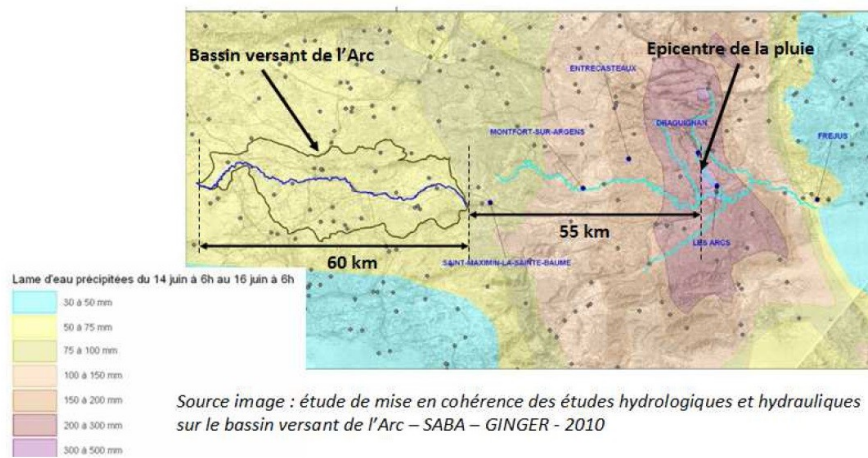 Bassin versant de l'Arc
Epicentre de la pluie
ENTRECASTEAUX
DRAGUIGNAN
MONTFORT-SUR-ARGENS
FREJUS
55 km
LES ARCS
60 km
SAINT-MAXIMIN-LA-SAINTE-BAUME
Lame d'eau précipitées du 14 juin à 6h au 16 juin à 6h
30 à 50 mm
50 à 75 mm
75 à 100 mm
100 à 150 mm
150 à 200 mm
200 à 300 mm
300 à 500 mm
Source image : étude de mise en cohérence des études hydrologiques et hydrauliques
sur le bassin versant de l'Arc – SABA – GINGER - 2010